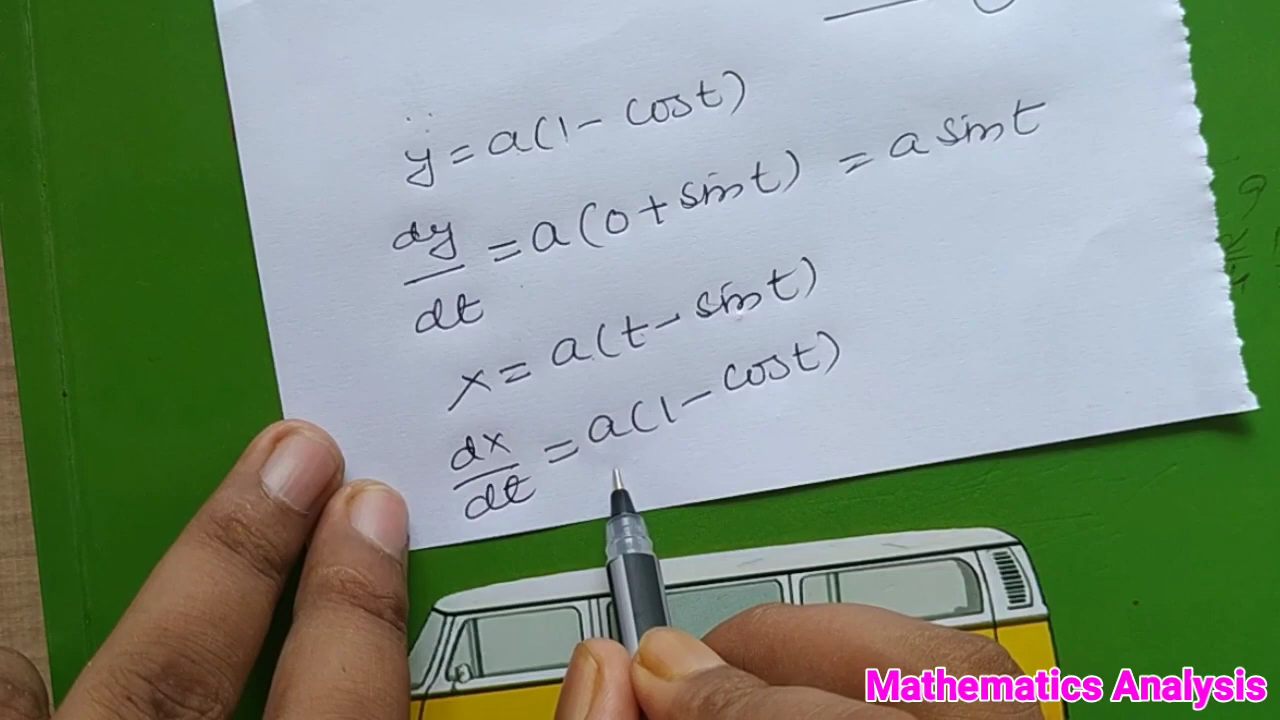 y = a(1 - cost)
dy/dt = a(0 + sint) = a sint
x = a(t - sint)
dx/dt = a(1 - cost)
Mathematics Analysis